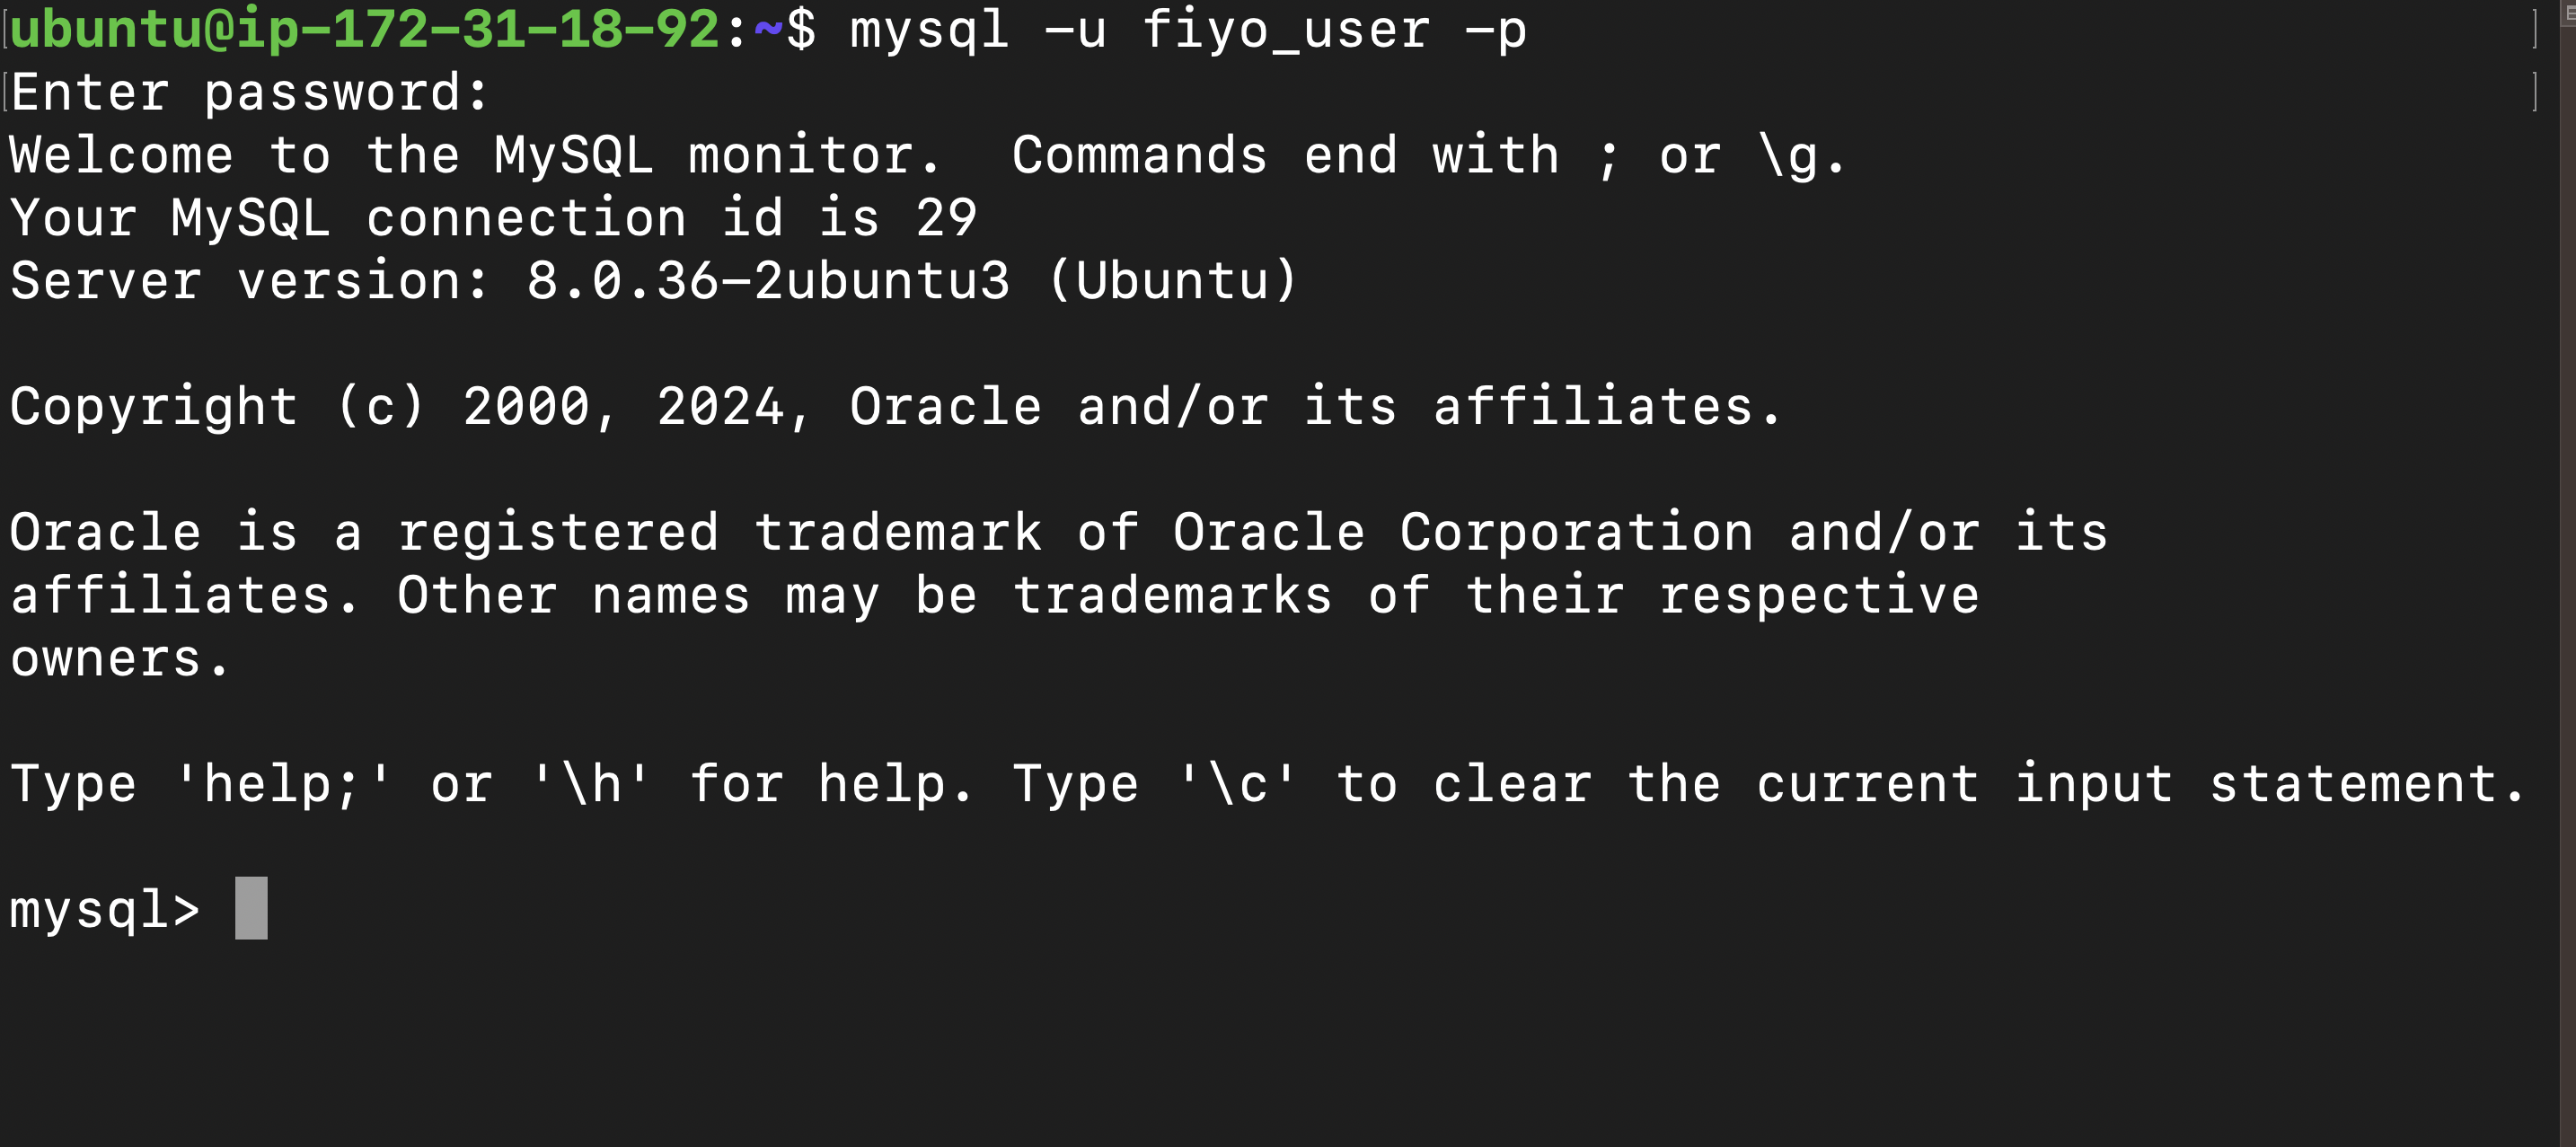 ubuntu@ip-172-31-18-92:~$ mysql -u fiyo_user -p
Enter password:
Welcome to the MySQL monitor.  Commands end with ; or \g.
Your MySQL connection id is 29
Server version: 8.0.36-2ubuntu3 (Ubuntu)
Copyright (c) 2000, 2024, Oracle and/or its affiliates.
Oracle is a registered trademark of Oracle Corporation and/or its
affiliates. Other names may be trademarks of their respective
owners.
Type 'help;' or '\h' for help. Type '\c' to clear the current input statement.
mysql>